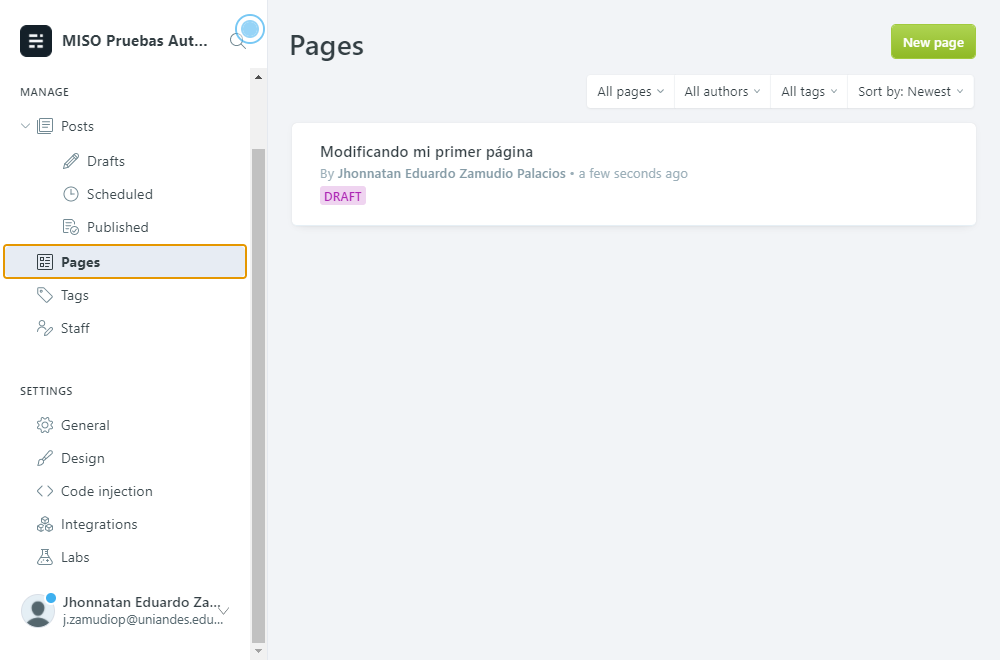 MISO Pruebas Aut...
MANAGE
Posts
Drafts
Scheduled
Published
Pages
Tags
Staff
SETTINGS
General
Design
Code injection
Integrations
Labs
Jhonnatan Eduardo Za...
j.zamudiop@uniandes.edu...
Pages
New page
All pages
All authors
All tags
Sort by: Newest
Modificando mi primer página
By Jhonnatan Eduardo Zamudio Palacios • a few seconds ago
DRAFT